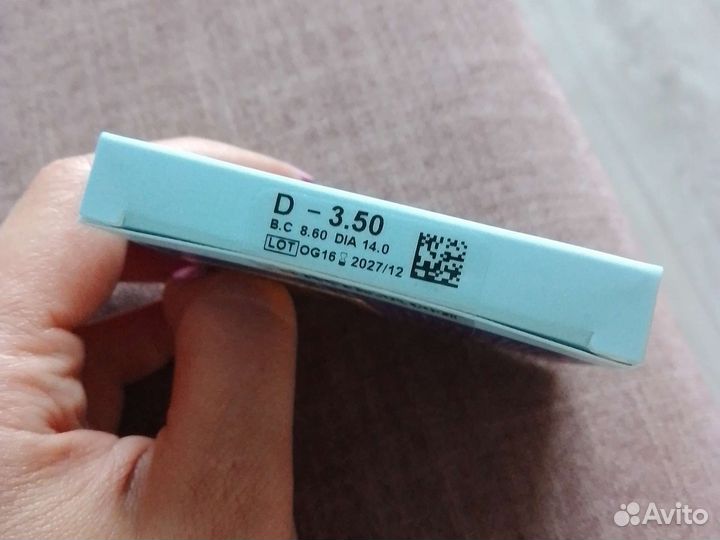 D - 3.50
B.C 8.60 DIA 14.0
LOT OG16 2027/12
Avito